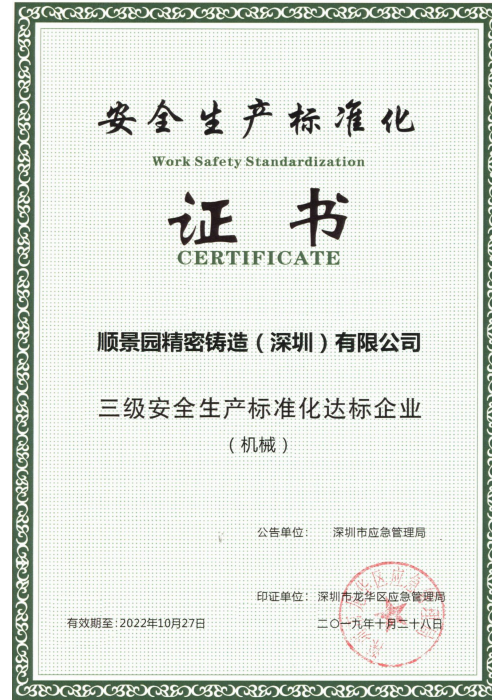 安全生产标准化
Work Safety Standardization
证 书
CERTIFICATE
顺景园精密铸造（深圳）有限公司
三级安全生产标准化达标企业
（机械）
公告单位： 深圳市应急管理局
印证单位：深圳市龙华区应急管理局
有效期至：2022年10月27日
二〇一九年十月二十八日